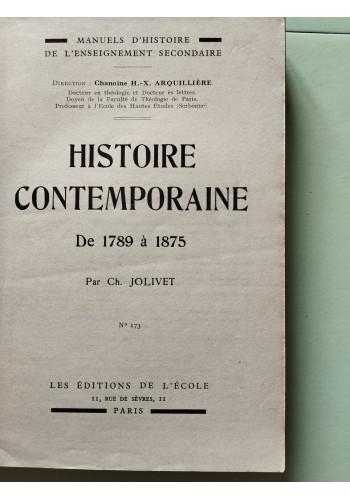 MANUELS D'HISTOIRE
DE L'ENSEIGNEMENT SECONDAIRE
DIRECTION : Chanoine H.-X. ARQUILLIÈRE
Docteur en théologie et Docteur ès lettres.
Doyen de la Faculté de Théologie de Paris.
Professeur à l'Ecole des Hautes Études (Sorbonne)
HISTOIRE
CONTEMPORAINE
De 1789 à 1875
Par Ch. JOLIVET
N° 173
LES ÉDITIONS DE L'ÉCOLE
11, RUE DE SÈVRES, 11
PARIS